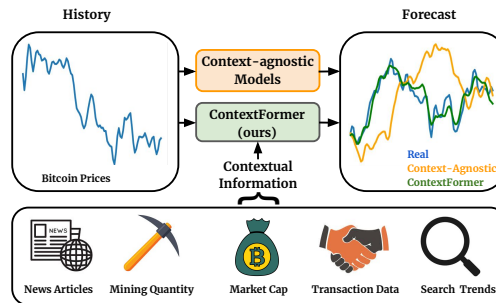 History
Forecast
Context-agnostic
Models
ContextFormer
(ours)
Contextual
Information
Bitcoin Prices
Real
Context-Agnostic
ContextFormer
NEWS
B
News Articles
Mining Quantity
Market Cap
Transaction Data
Search Trends